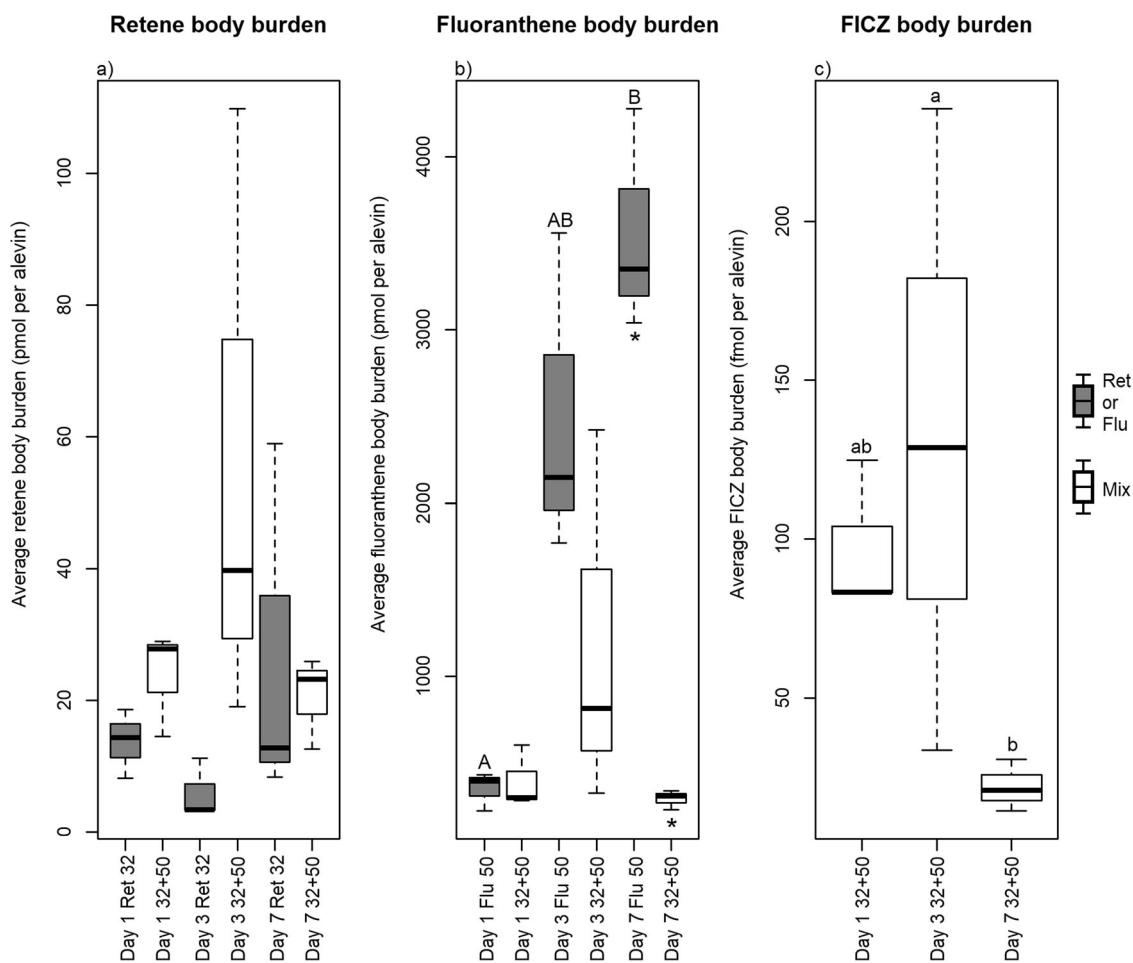 Retene body burden
Fluoranthene body burden
FICZ body burden
a)
b)
c)
Average retene body burden (pmol per alevin)
0
20
40
60
80
100
Day 1 Ret 32
Day 1 32+50
Day 3 Ret 32
Day 3 32+50
Day 7 Ret 32
Day 7 32+50
Average fluoranthene body burden (pmol per alevin)
1000
2000
3000
4000
A
AB
B
*
*
Day 1 Flu 50
Day 1 32+50
Day 3 Flu 50
Day 3 32+50
Day 7 Flu 50
Day 7 32+50
Average FICZ body burden (fmol per alevin)
50
100
150
200
ab
a
b
Day 1 32+50
Day 3 32+50
Day 7 32+50
Ret
or
Flu
Mix